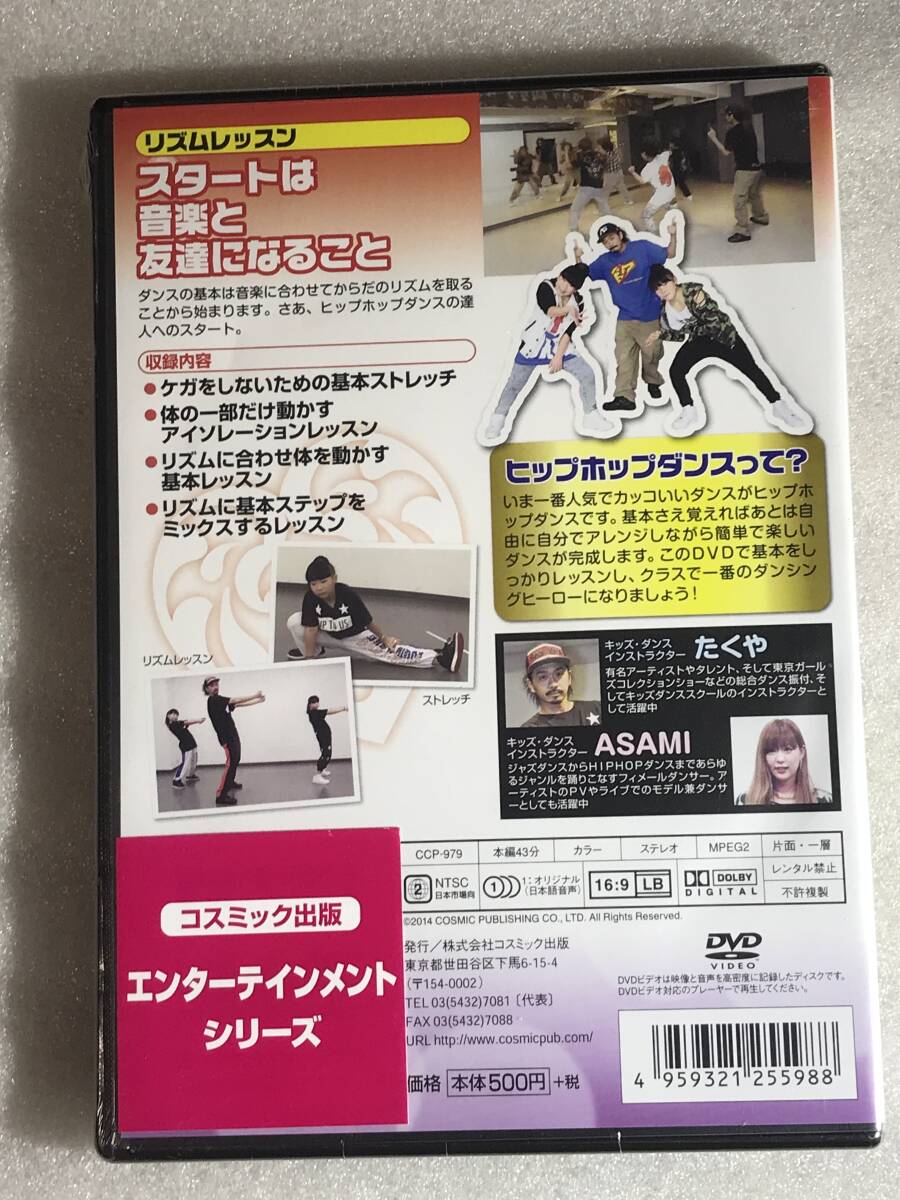 リズムレッスン
スタートは
音楽と
友達になること
ダンスの基本は音楽に合わせてからだのリズムを取る
ことから始まります。さあ、ヒップホップダンスの達
人へのスタート。
収録内容
●ケガをしないための基本ストレッチ
●体の一部だけ動かす
アイソレーションレッスン
●リズムに合わせ体を動かす
基本レッスン
●リズムに基本ステップを
ミックスするレッスン
UP To US
リズムレッスン
ストレッチ
ヒップホップダンスって?
いま一番人気でカッコいいダンスがヒップホ
ップダンスです。基本さえ覚えればあとは自
由に自分でアレンジしながら簡単で楽しい
ダンスが完成します。このDVDで基本をし
っかりレッスンし、クラスで一番のダンシン
グヒーローになりましょう!
キッズ・ダンス
インストラクター たくや
有名アーティストやタレント、そして東京ガール
ズコレクションショーなどの総合ダンス振付、そ
してキッズダンススクールのインストラクターと
して活躍中
キッズ・ダンス
インストラクター ASAMI
ジャズダンスからHIPHOPダンスまであらゆ
るジャンルを踊りこなすフィメールダンサー。ア
ーティストのPVやライブでのモデル兼ダンサ
ーとしても活躍中
コスミック出版
エンターテインメント
シリーズ
CCP-979 本編43分 カラー ステレオ MPEG2 片面・一層
2 NTSC 日本市場向 1 1:オリジナル (日本語音声) 16:9 LB DOLBY DIGITAL レンタル禁止
不許複製
©2014 COSMIC PUBLISHING CO., LTD. All Rights Reserved.
発行/株式会社コスミック出版
東京都世田谷区下馬6-15-4
(〒154-0002)
TEL 03(5432)7081〔代表〕
FAX 03(5432)7088
URL http://www.cosmicpub.com/
価格 本体500円 +税
DVD
VIDEO
DVDビデオは映像と音声を高密度に記録したディスクです。
DVDビデオ対応のプレーヤーで再生してください。
4 959321 255988